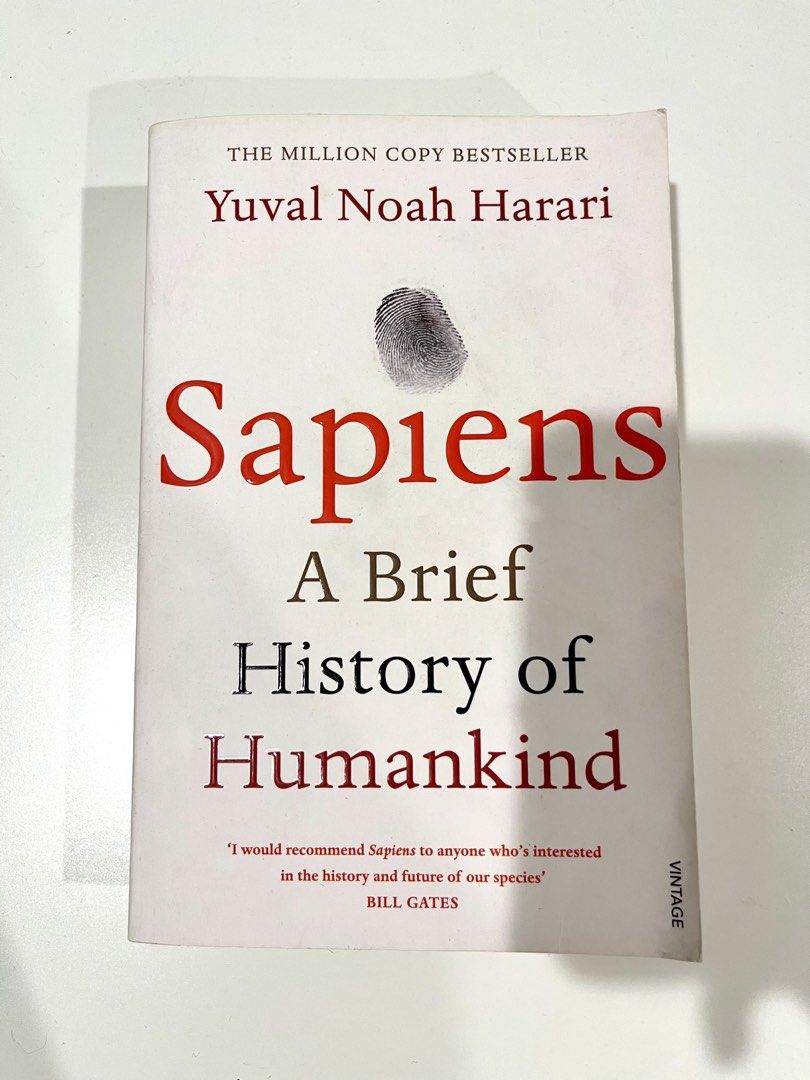 THE MILLION COPY BESTSELLER
Yuval Noah Harari
Sapiens
A Brief
History of
Humankind
‘I would recommend Sapiens to anyone who’s interested
in the history and future of our species’
BILL GATES
VINTAGE